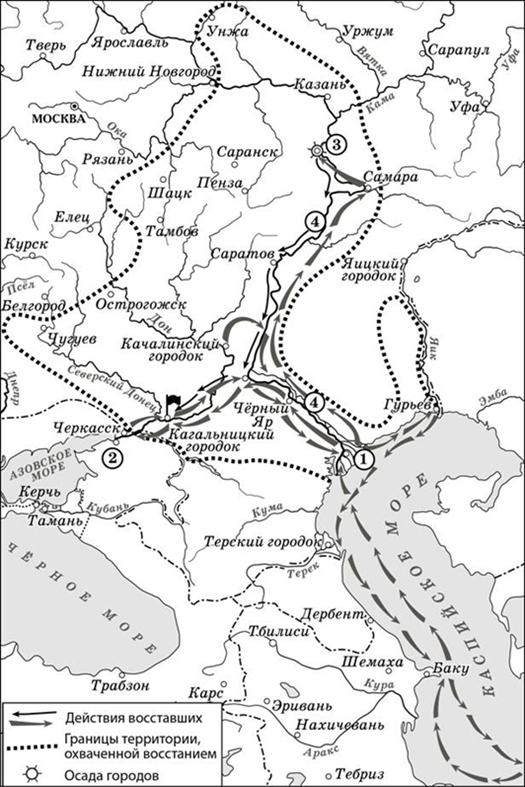 Унжа
Тверь
Ярославль
Уржум
Вятка
Сарапул
Уфа
Нижний Новгород
Казань
Кама
Уфа
МОСКВА
Ока
Рязань
Саранск
3
Шацк
Пенза
Самара
Елец
Тамбов
4
Курск
Саратов
Яицкий
городок
Псёл
Белгород
Острогожск
Дон
Чугуев
Качалинский
городок
Яик
Днепр
Северский Донец
Чёрный
Яр
4
Гурьев
Эмба
Черкасск
Кагальницкий
городок
2
1
АЗОВСКОЕ
МОРЕ
Керчь
Кубань
Тамань
Кума
Терский городок
Терек
ЧЁРНОЕ МОРЕ
КАСПИЙСКОЕ МОРЕ
Дербент
Тбилиси
Шемаха
Баку
Трабзон
Кура
Карс
Эривань
Нахичевань
Аракс
Тебриз
Действия восставших
Границы территории,
охваченной восстанием
Осада городов